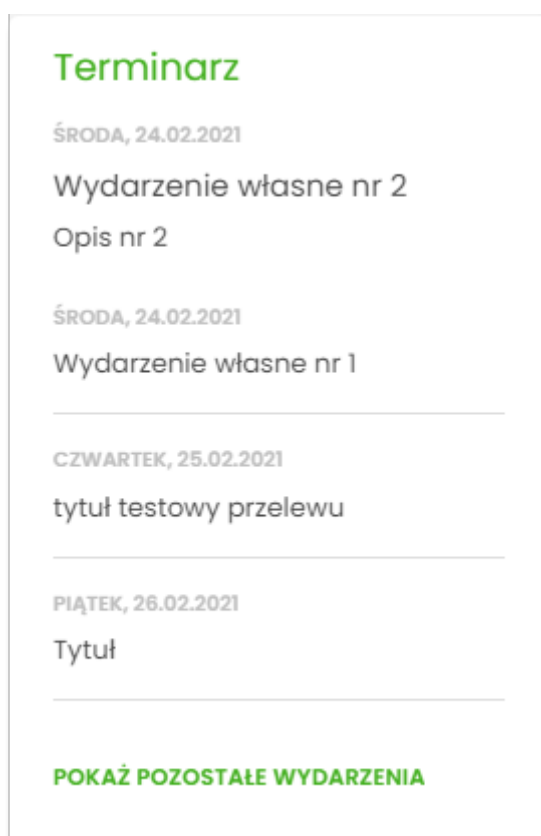 Terminarz
ŚRODA, 24.02.2021
Wydarzenie własne nr 2
Opis nr 2
ŚRODA, 24.02.2021
Wydarzenie własne nr 1
CZWARTEK, 25.02.2021
tytuł testowy przelewu
PIĄTEK, 26.02.2021
Tytuł
POKAŻ POZOSTAŁE WYDARZENIA